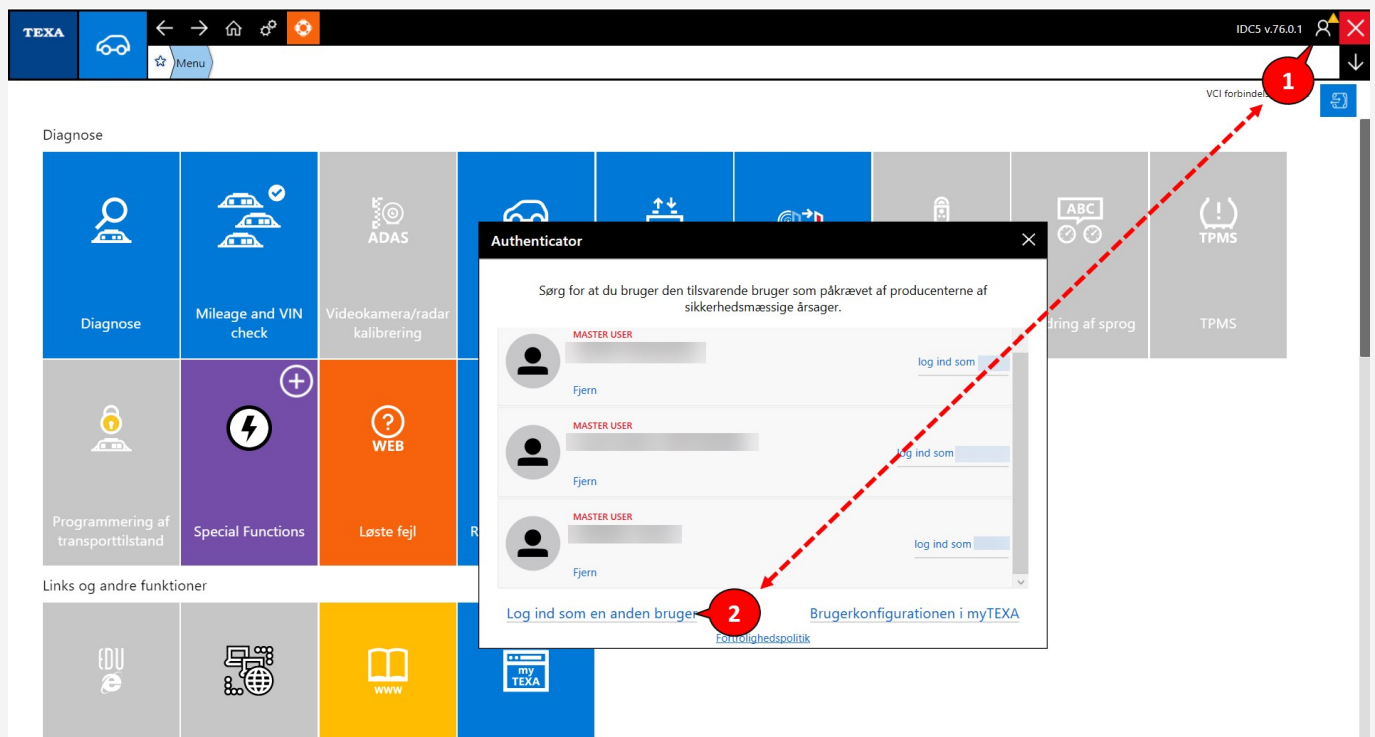 TEXA
IDC5 v.76.0.1
Menu
1
VCI
Diagnose
ADAS
ABC
TPMS
Diagnose
Mileage and VIN
check
Videokamera/radar
kalibrering
af sprog
TPMS
Authenticator
Sørg for at du bruger den tilsvarende bruger som påkrævet af producenterne af
sikkerhedsmæssige årsager.
MASTER USER
log ind som
Fjern
MASTER USER
log ind som
Fjern
MASTER USER
log ind som
Fjern
Log ind som en anden bruger
2
Brugerkonfigurationen i myTEXA
Fortrolighedspolitik
WEB
Programmering af
transporttilstand
Special Functions
Løste fejl
Links og andre funktioner
EDU
www
my
TEXA